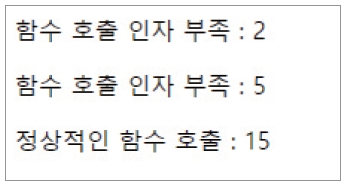 함수 호출 인자 부족 : 2
함수 호출 인자 부족 : 5
정상적인 함수 호출 : 15